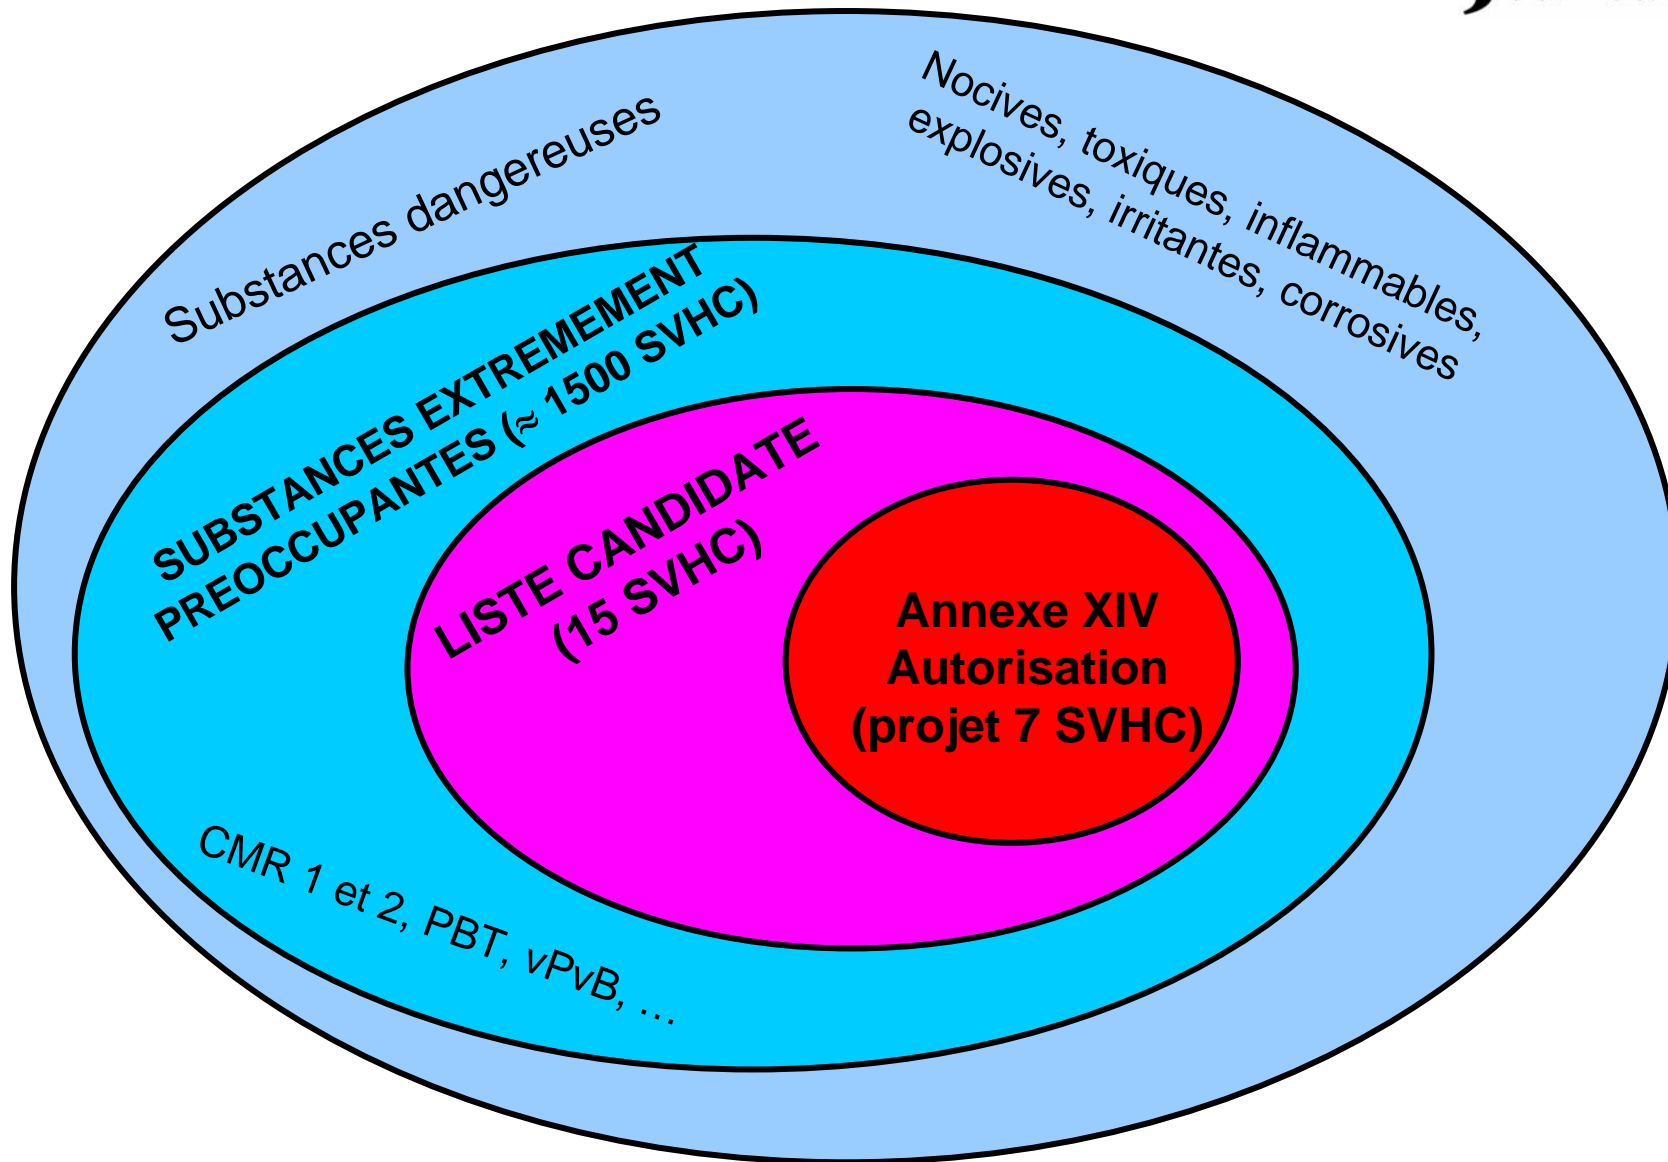 Substances dangereuses
Nocives, toxiques, inflammables,
explosives, irritantes, corrosives
SUBSTANCES EXTREMEMENT
PREOCCUPANTES (≈ 1500 SVHC)
LISTE CANDIDATE
(15 SVHC)
Annexe XIV
Autorisation
(projet 7 SVHC)
CMR 1 et 2, PBT, vPvB, …